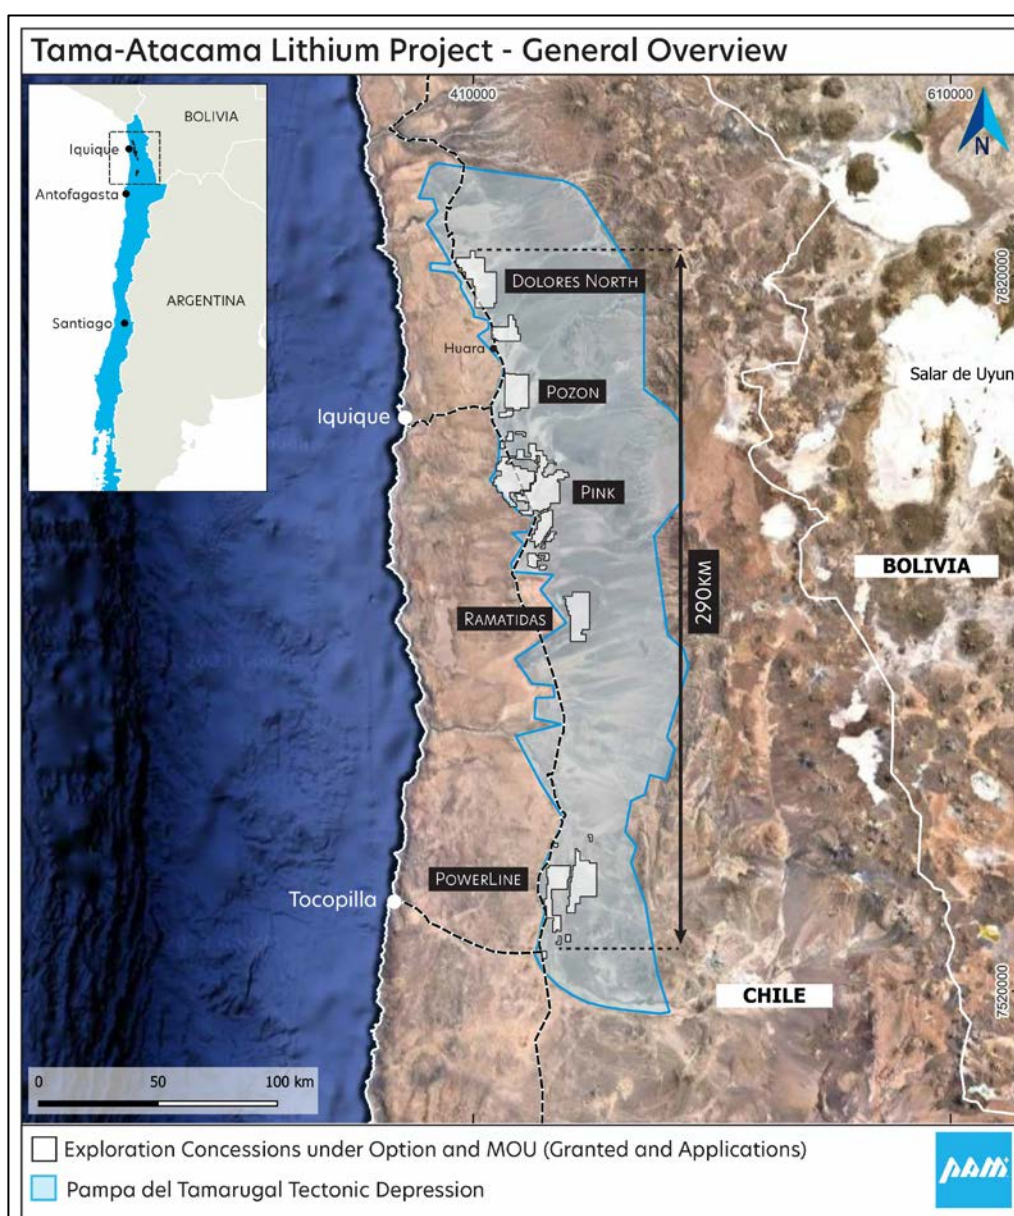 Tama-Atacama Lithium Project - General Overview
410000
610000
N
BOLIVIA
Iquique
Antofagasta
ARGENTINA
Santiago
7820000
DOLORES NORTH
Huara
Salar de Uyun
POZON
Iquique
PINK
BOLIVIA
290KM
RAMATIDAS
POWERLINE
Tocopilla
CHILE
7520000
0 50 100 km
Exploration Concessions under Option and MOU (Granted and Applications)
Pampa del Tamarugal Tectonic Depression
PAM